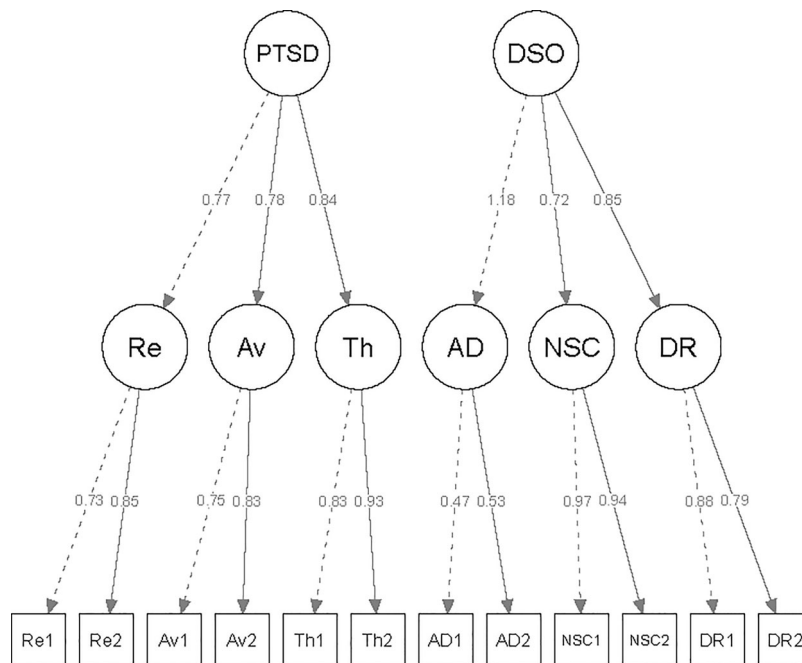 PTSD DSO
0.77 0.78 0.84 1.18 0.72 0.85
Re Av Th AD NSC DR
0.73 0.85 0.75 0.83 0.83 0.93 0.47 0.53 0.97 0.94 0.88 0.79
Re1 Re2 Av1 Av2 Th1 Th2 AD1 AD2 NSC1 NSC2 DR1 DR2